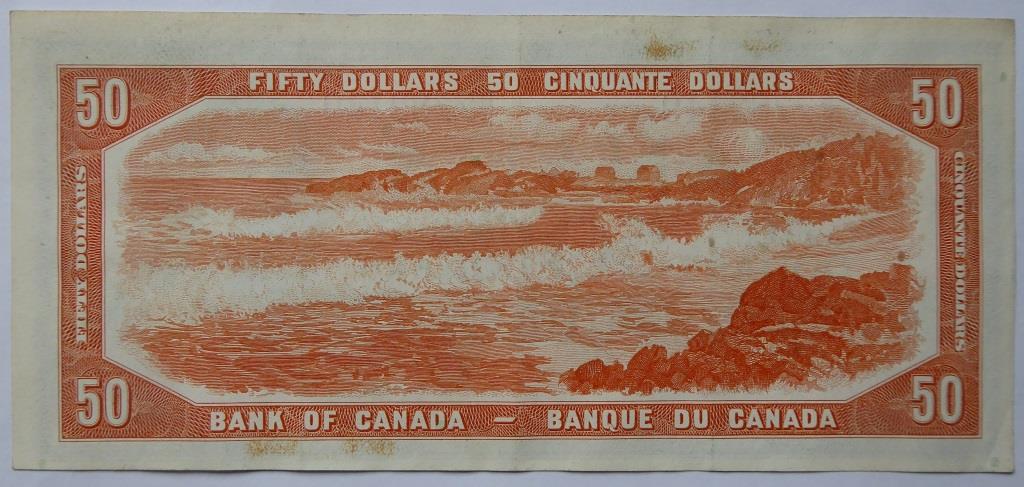 FIFTY DOLLARS 50 CINQUANTE DOLLARS
50
50
FIFTY DOLLARS
CINQUANTE DOLLARS
50
50
BANK OF CANADA — BANQUE DU CANADA